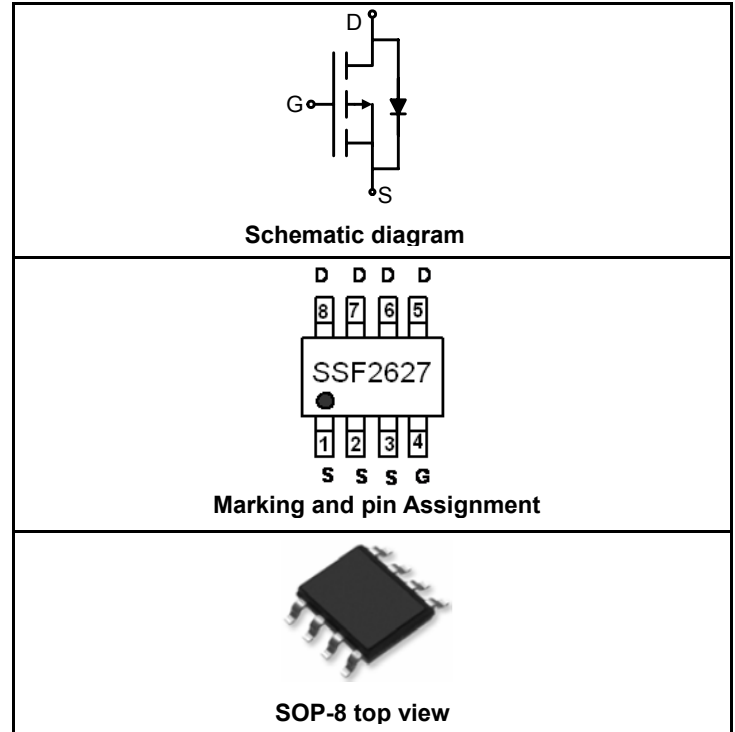 D
G
S
Schematic diagram
D D D D
8 7 6 5
SSF2627
1 2 3 4
S S S G
Marking and pin Assignment
SOP-8 top view